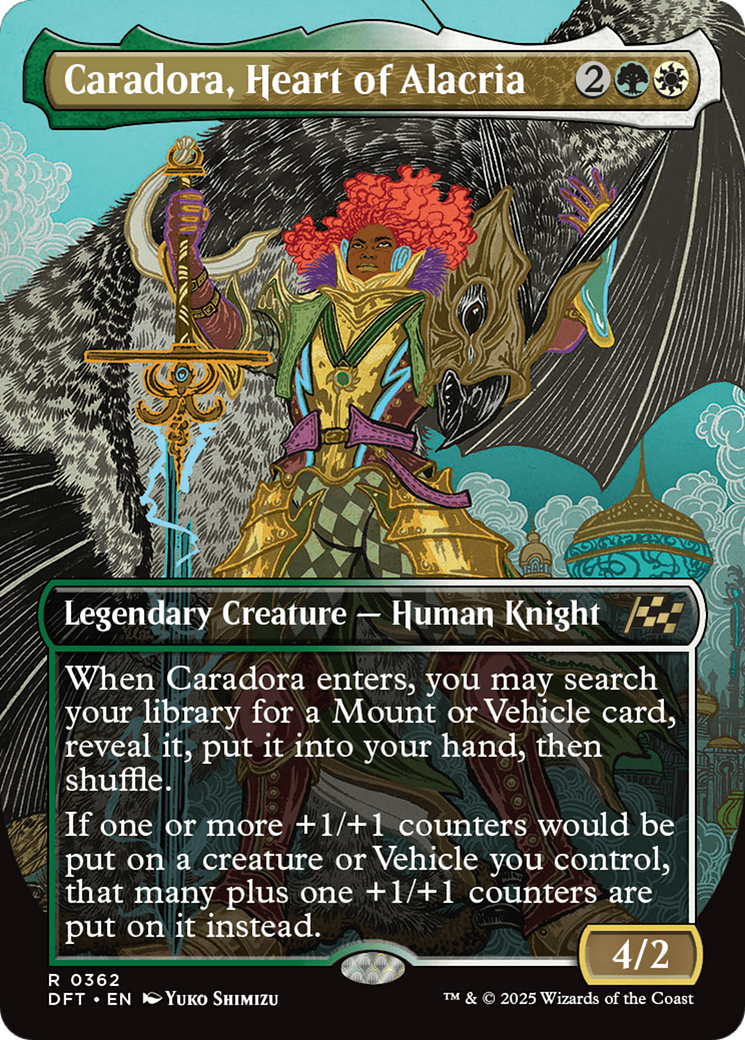 Caradora, Heart of Alacria 2
Legendary Creature — Human Knight
When Caradora enters, you may search
your library for a Mount or Vehicle card,
reveal it, put it into your hand, then
shuffle.
If one or more +1/+1 counters would be
put on a creature or Vehicle you control,
that many plus one +1/+1 counters are
put on it instead.
4/2
R 0362
DFT • EN Yuko Shimizu
™ & © 2025 Wizards of the Coast